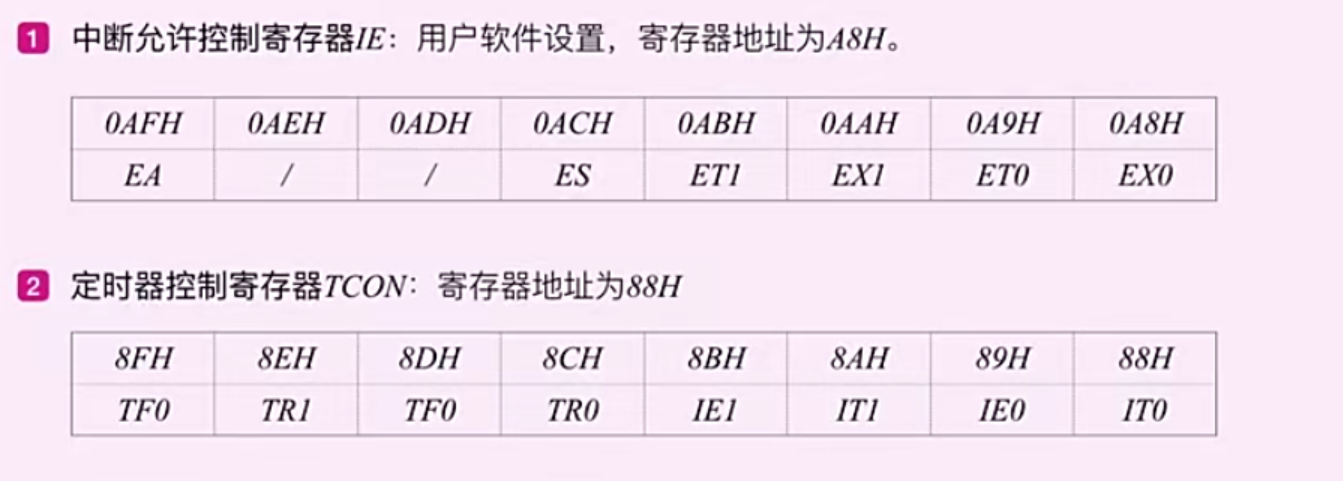 1 中断允许控制寄存器IE：用户软件设置，寄存器地址为A8H。
0AFH 0AEH 0ADH 0ACH 0ABH 0AAH 0A9H 0A8H
EA / / ES ET1 EX1 ET0 EX0
2 定时器控制寄存器TCON：寄存器地址为88H
8FH 8EH 8DH 8CH 8BH 8AH 89H 88H
TF0 TR1 TF0 TR0 IE1 IT1 IE0 IT0